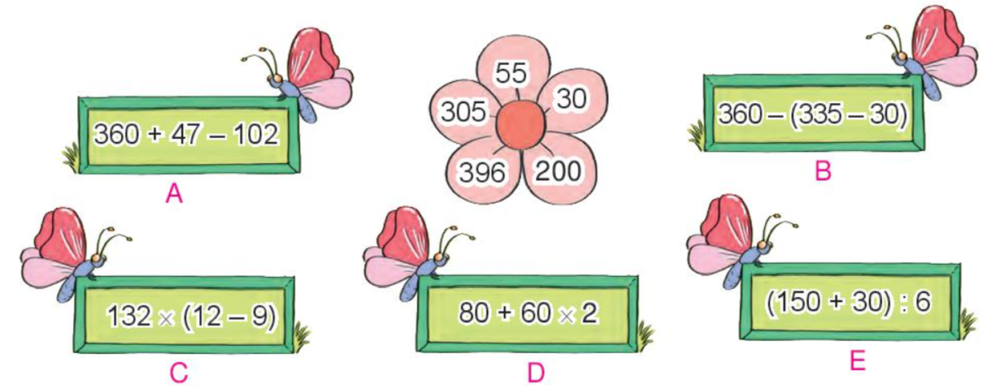 360 + 47 – 102
A
55
305
30
396
200
360 – (335 – 30)
B
132 × (12 – 9)
C
80 + 60 × 2
D
(150 + 30) : 6
E